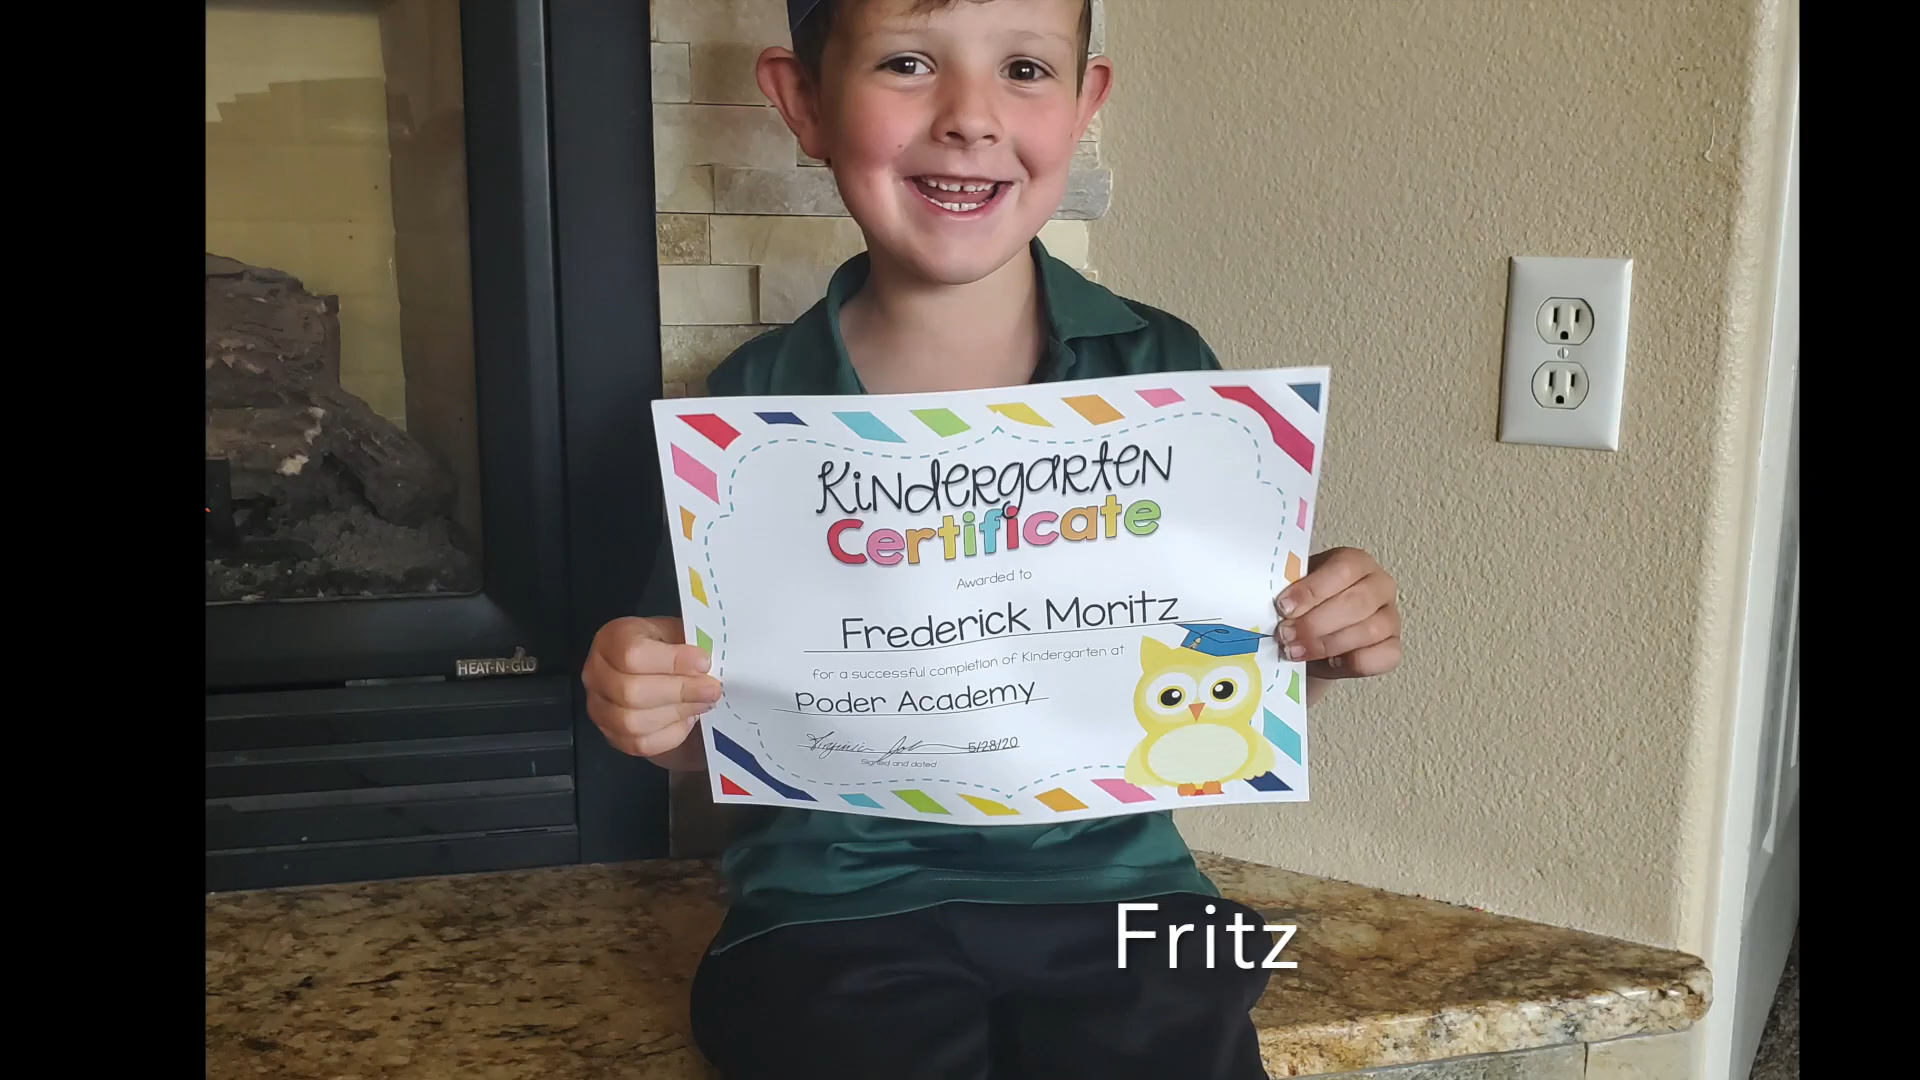 HEAT-N-GLO
Kindergarten
Certificate
Awarded to
Frederick Moritz
for a successful completion of Kindergarten at
Poder Academy
5/28/20
Signed and dated
Fritz